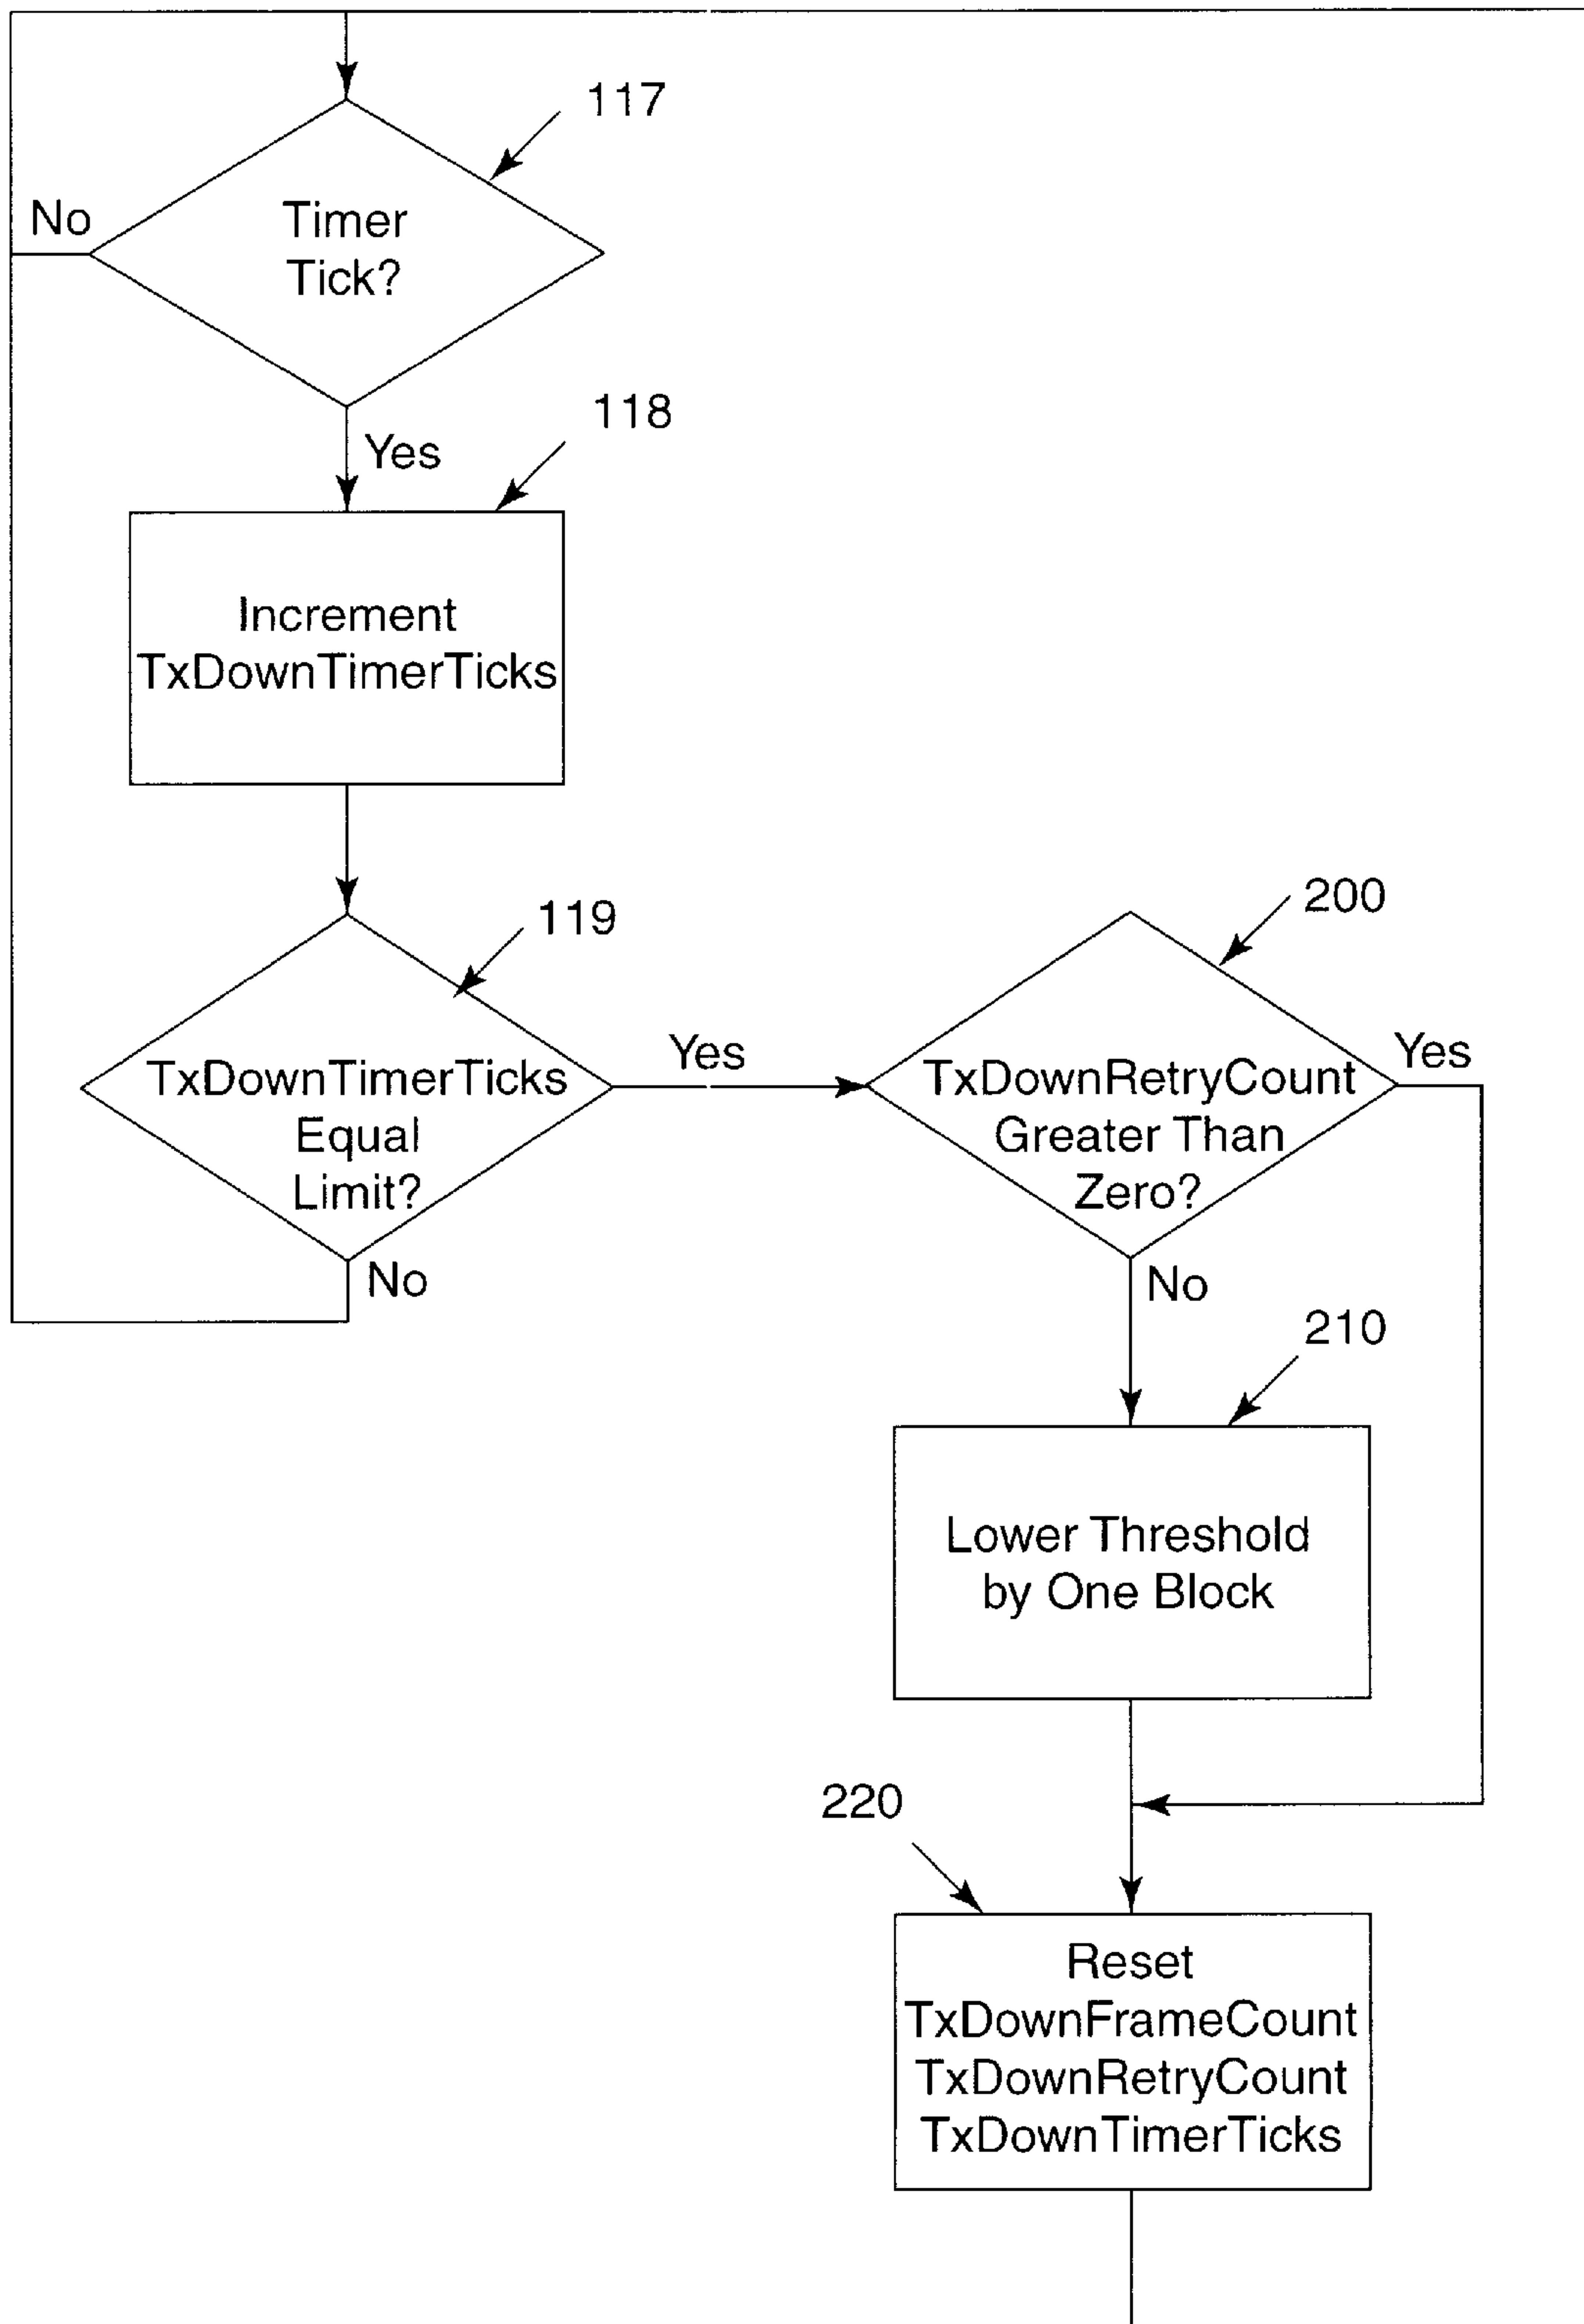 117
No
Timer
Tick?
118
Yes
Increment
TxDownTimerTicks
119
TxDownTimerTicks
Equal
Limit?
Yes
No
200
TxDownRetryCount
Greater Than
Zero?
Yes
No
210
Lower Threshold
by One Block
220
Reset
TxDownFrameCount
TxDownRetryCount
TxDownTimerTicks